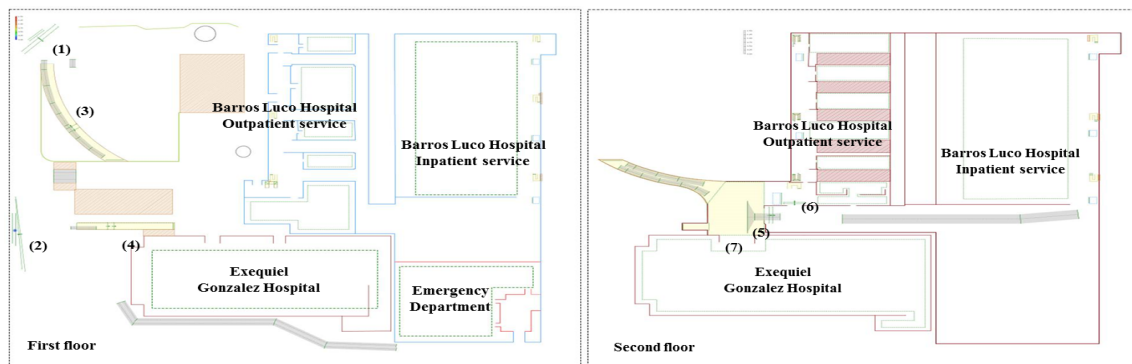 (1)
(3)
(2)
(4)
Barros Luco Hospital
Outpatient service
Barros Luco Hospital
Inpatient service
Exequiel
Gonzalez Hospital
Emergency
Department
First floor
Barros Luco Hospital
Outpatient service
Barros Luco Hospital
Inpatient service
(6)
(5)
(7)
Exequiel
Gonzalez Hospital
Second floor